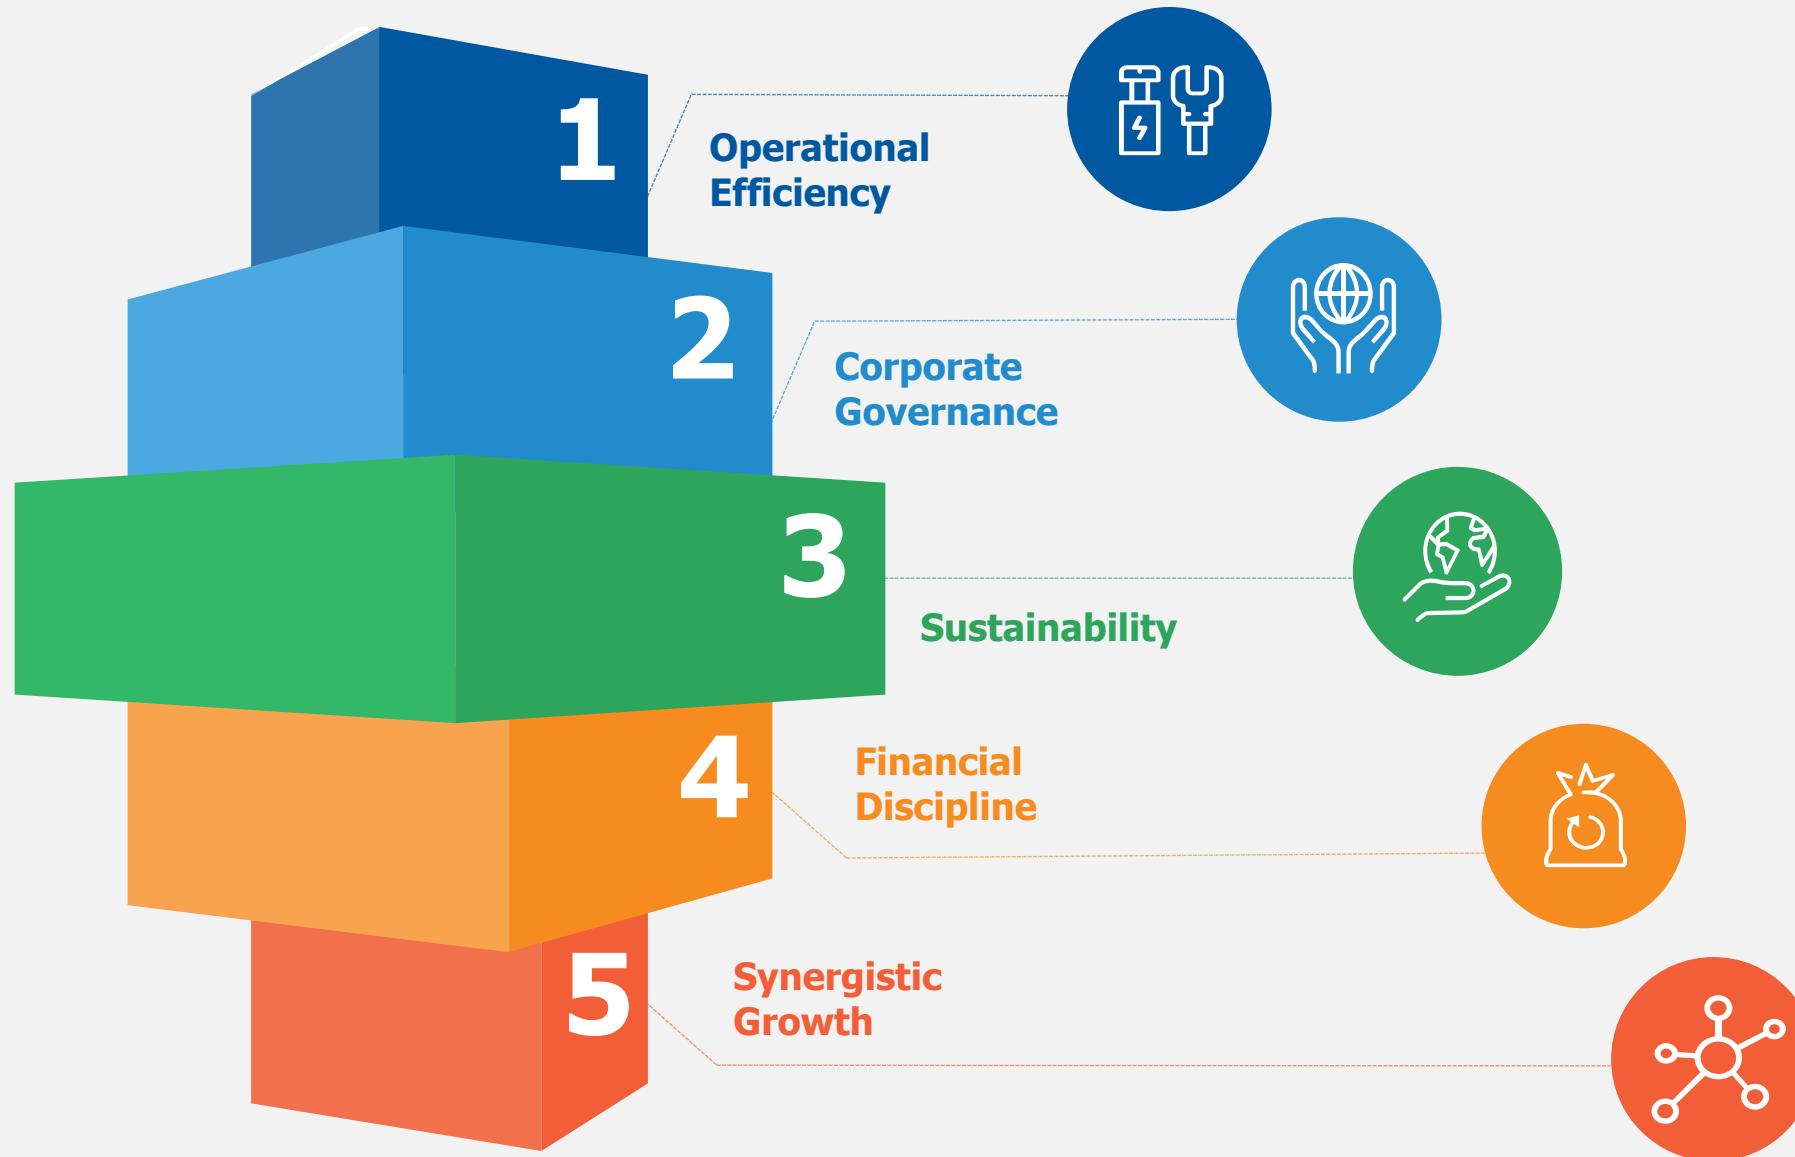 1
Operational
Efficiency
2
Corporate
Governance
3
Sustainability
4
Financial
Discipline
5
Synergistic
Growth